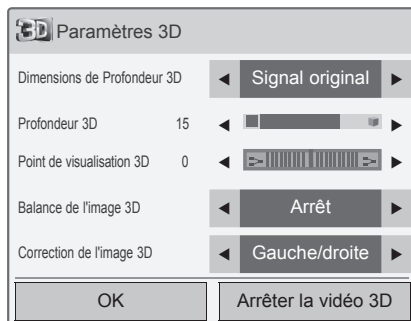 3D Paramètres 3D
Dimensions de Profondeur 3D ◀ Signal original ▶
Profondeur 3D 15
Point de visualisation 3D 0
Balance de l'image 3D ◀ Arrêt ▶
Correction de l'image 3D ◀ Gauche/droite ▶
OK Arrêter la vidéo 3D